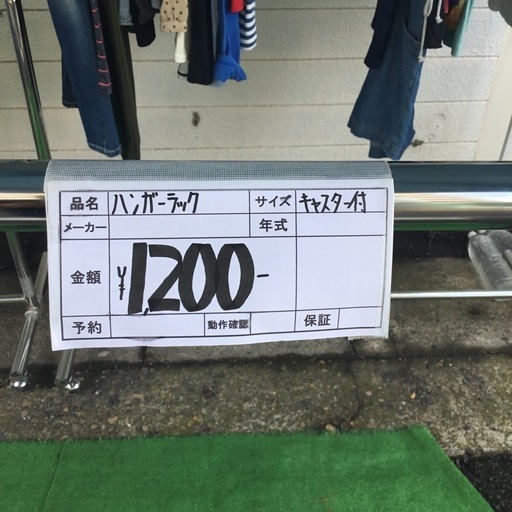 品名 ハンガーラック サイズ キャスター付
メーカー 年式
金額 ¥1,200-
予約 動作確認 保証